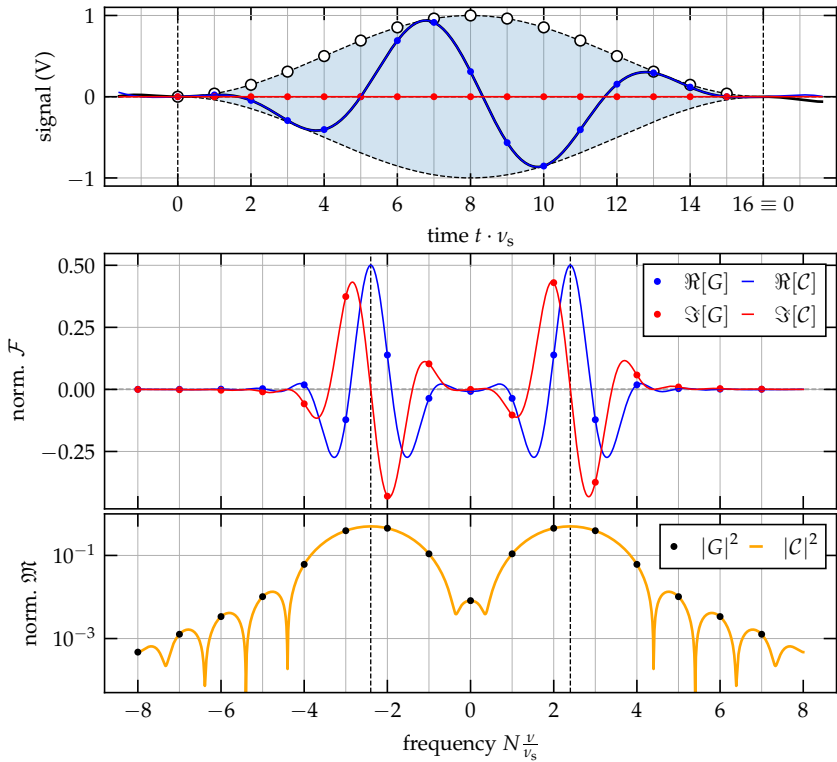 1
0
−1
signal (V)
0 2 4 6 8 10 12 14 16 ≡ 0
time t · νs
0.50
0.25
0.00
−0.25
norm. ℱ
ℜ[G] ℜ[𝒞]
ℑ[G] ℑ[𝒞]
10⁻¹
10⁻³
norm. 𝔐
|G|² |𝒞|²
−8 −6 −4 −2 0 2 4 6 8
frequency N ν/νs